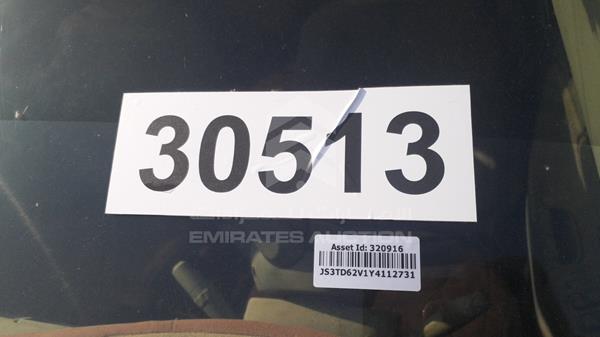 30513
EMIRATES AUCTION
Asset Id: 320916
JS3TD62V1Y4112731